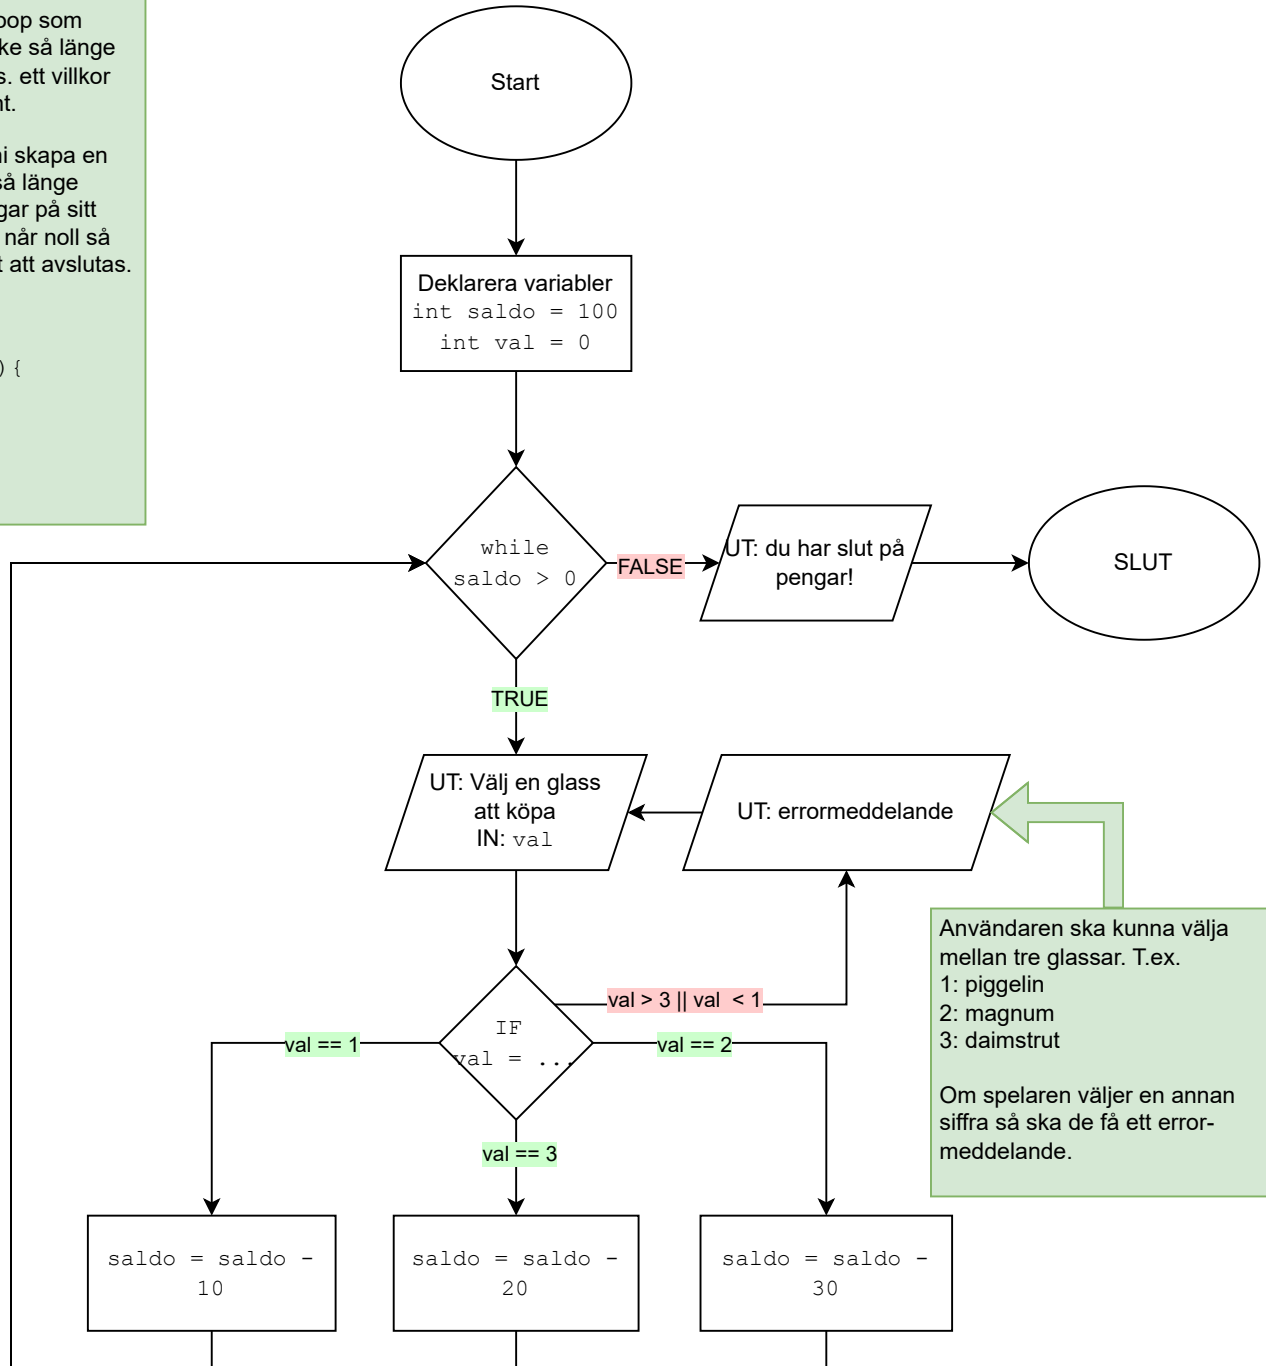 ke så länge
s. ett villkor
ni skapa en
så länge
gar på sitt
når noll så
t att avslutas.
) {
Start
Deklarera variabler
int saldo = 100
int val = 0
while
saldo > 0
FALSE
UT: du har slut på
pengar!
SLUT
TRUE
UT: Välj en glass
att köpa
IN: val
UT: errormeddelande
Användaren ska kunna välja
mellan tre glassar. T.ex.
1: piggelin
2: magnum
3: daimstrut
Om spelaren väljer en annan
siffra så ska de få ett error-
meddelande.
val > 3 || val < 1
IF
val = ...
val == 1
val == 2
val == 3
saldo = saldo -
10
saldo = saldo -
20
saldo = saldo -
30